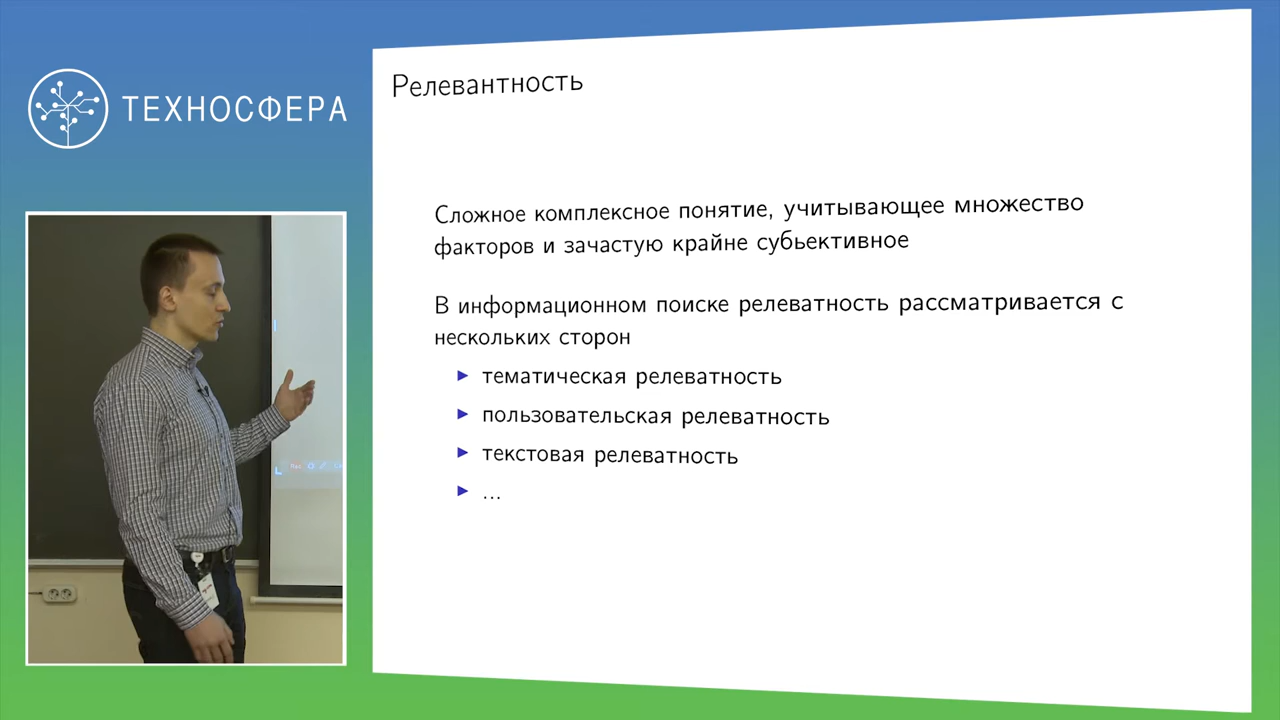 ТЕХНОСФЕРА
Релевантность
Сложное комплексное понятие, учитывающее множество
факторов и зачастую крайне субьективное
В информационном поиске релеватность рассматривается с
нескольких сторон
тематическая релеватность
пользовательская релеватность
текстовая релеватность
...